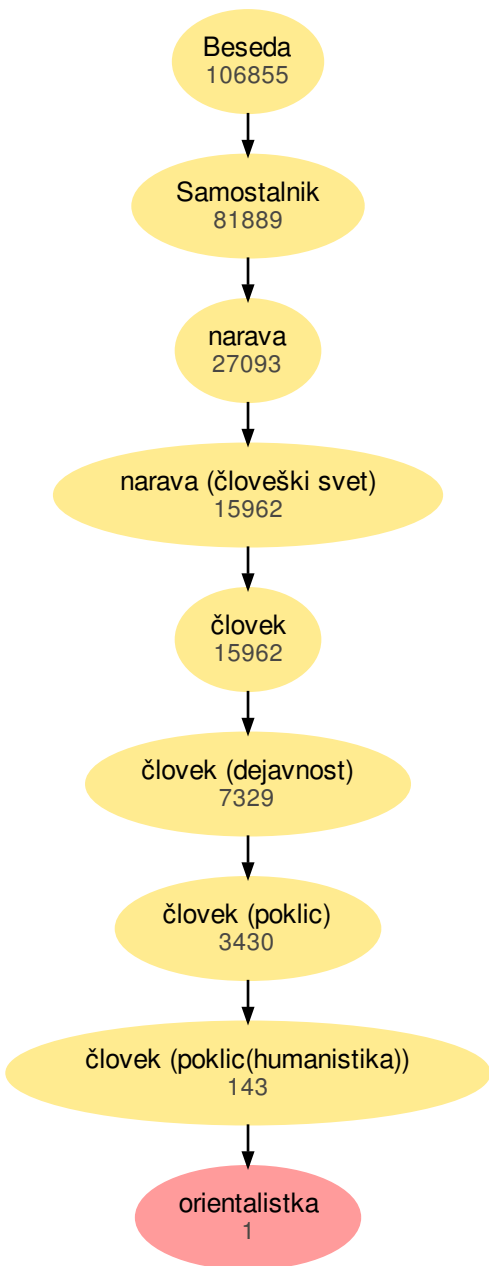 Beseda
106855
Samostalnik
81889
narava
27093
narava (človeški svet)
15962
človek
15962
človek (dejavnost)
7329
človek (poklic)
3430
človek (poklic(humanistika))
143
orientalistka
1